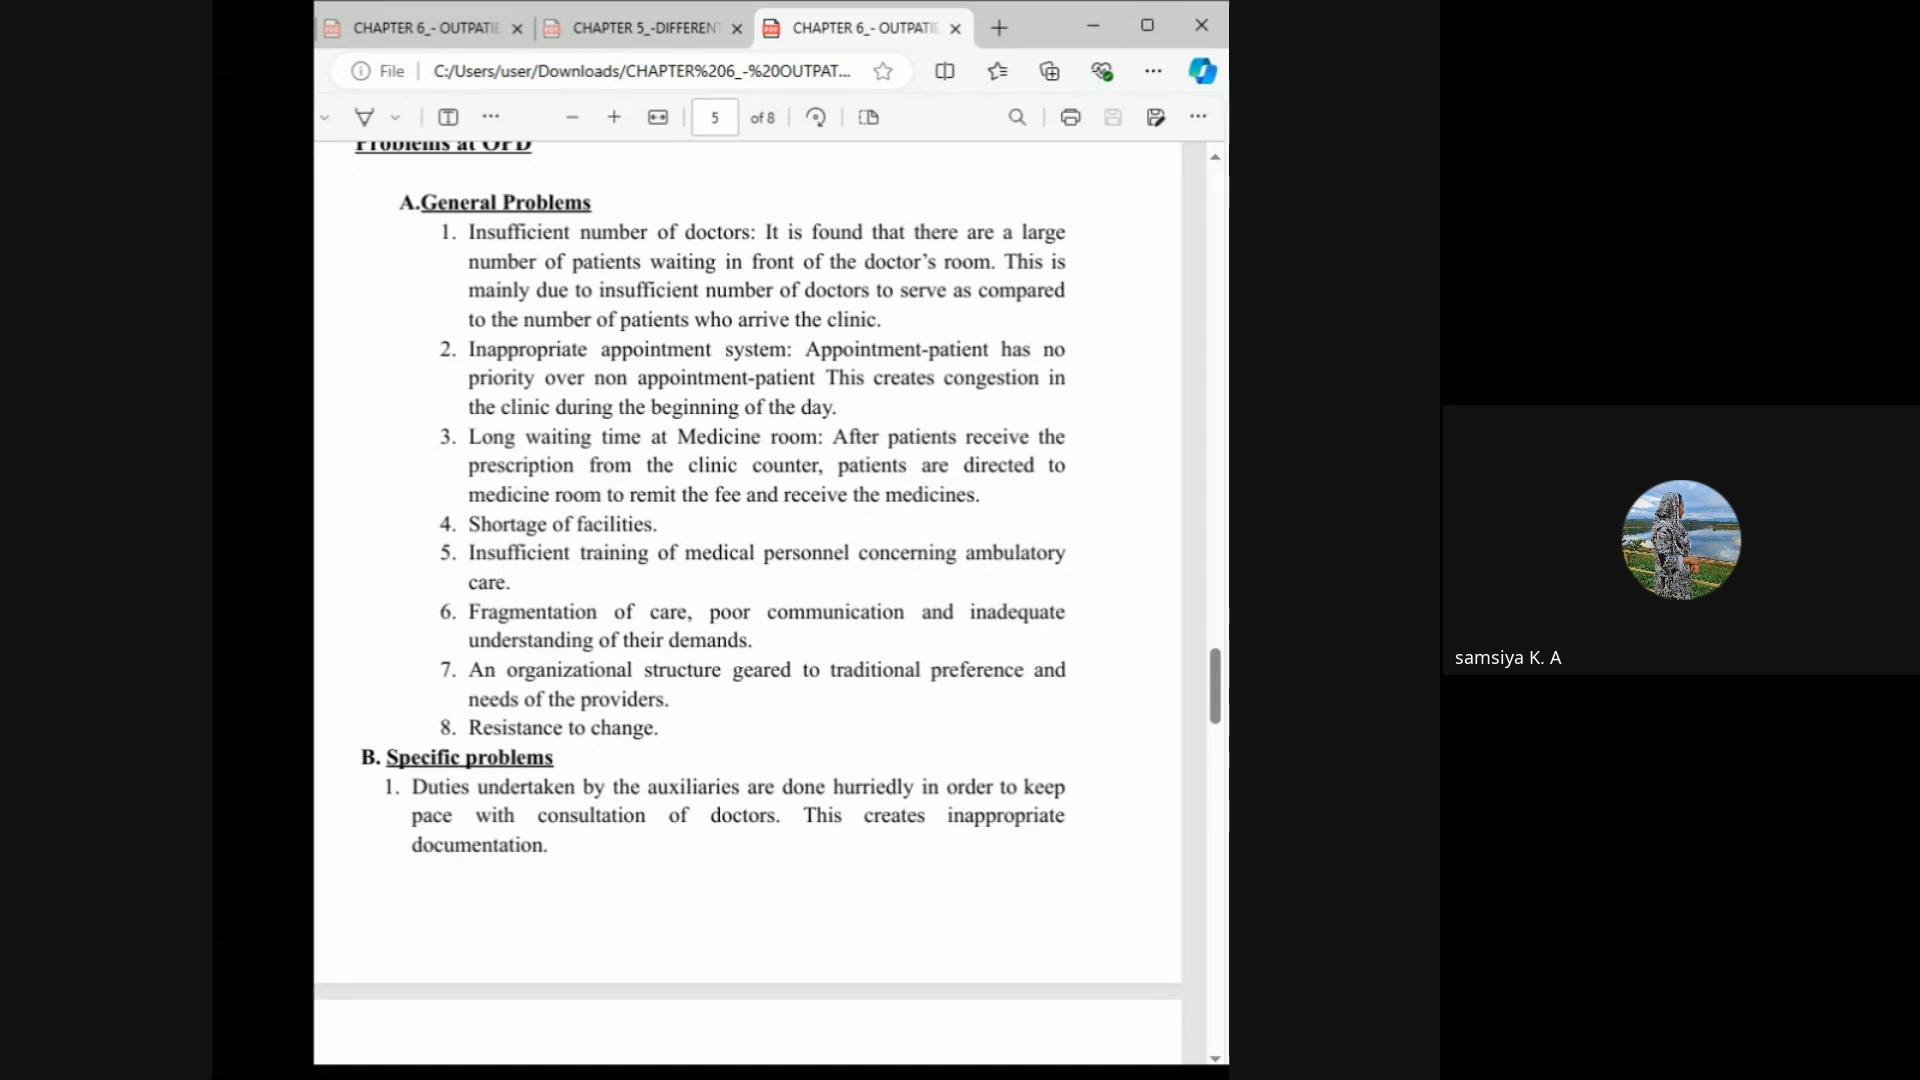 CHAPTER 6_- OUTPATIE
CHAPTER 5_-DIFFEREN
CHAPTER 6_- OUTPATIE
File
C:/Users/user/Downloads/CHAPTER%206_-%20OUTPAT...
5 of 8
Problems at OPD
A.General Problems
1. Insufficient number of doctors: It is found that there are a large
number of patients waiting in front of the doctor’s room. This is
mainly due to insufficient number of doctors to serve as compared
to the number of patients who arrive the clinic.
2. Inappropriate appointment system: Appointment-patient has no
priority over non appointment-patient This creates congestion in
the clinic during the beginning of the day.
3. Long waiting time at Medicine room: After patients receive the
prescription from the clinic counter, patients are directed to
medicine room to remit the fee and receive the medicines.
4. Shortage of facilities.
5. Insufficient training of medical personnel concerning ambulatory
care.
6. Fragmentation of care, poor communication and inadequate
understanding of their demands.
7. An organizational structure geared to traditional preference and
needs of the providers.
8. Resistance to change.
B. Specific problems
1. Duties undertaken by the auxiliaries are done hurriedly in order to keep
pace with consultation of doctors. This creates inappropriate
documentation.
samsiya K. A